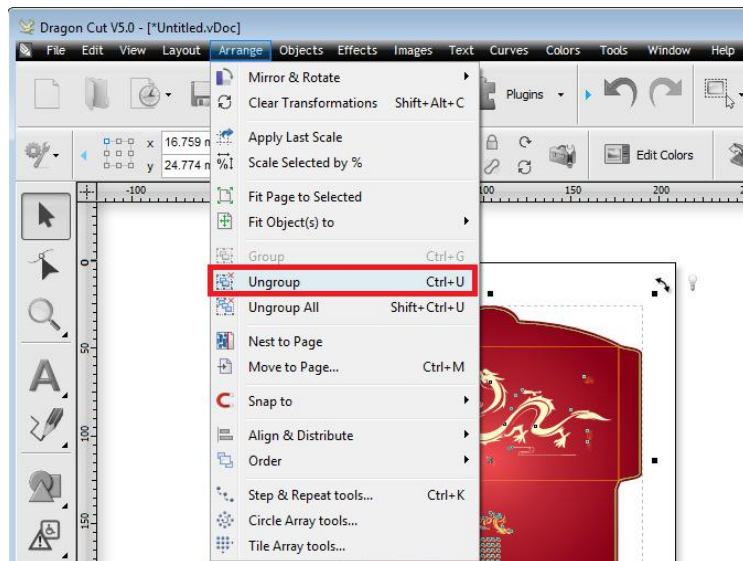 Dragon Cut V5.0 - [*Untitled.vDoc]
File Edit View Layout Arrange Objects Effects Images Text Curves Colors Tools Window Help
Mirror & Rotate
Clear Transformations Shift+Alt+C
Plugins
Apply Last Scale
x 16.759
Scale Selected by %
y 24.774
Edit Colors
Fit Page to Selected
-100 100 150 200
Fit Object(s) to
Group Ctrl+G
0
Ungroup Ctrl+U
Ungroup All Shift+Ctrl+U
Nest to Page
50
Move to Page... Ctrl+M
Snap to
Align & Distribute
100
Order
Step & Repeat tools... Ctrl+K
Circle Array tools...
150
Tile Array tools...